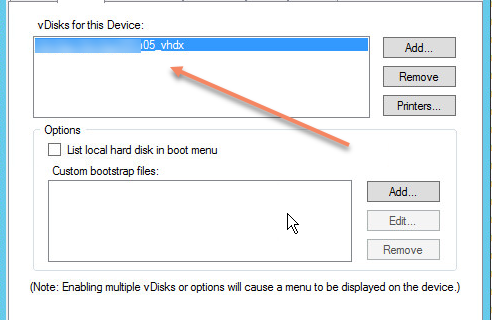 vDisks for this Device:
05_vhdx
Add...
Remove
Printers...
Options
List local hard disk in boot menu
Custom bootstrap files:
Add...
Edit...
Remove
(Note: Enabling multiple vDisks or options will cause a menu to be displayed on the device.)